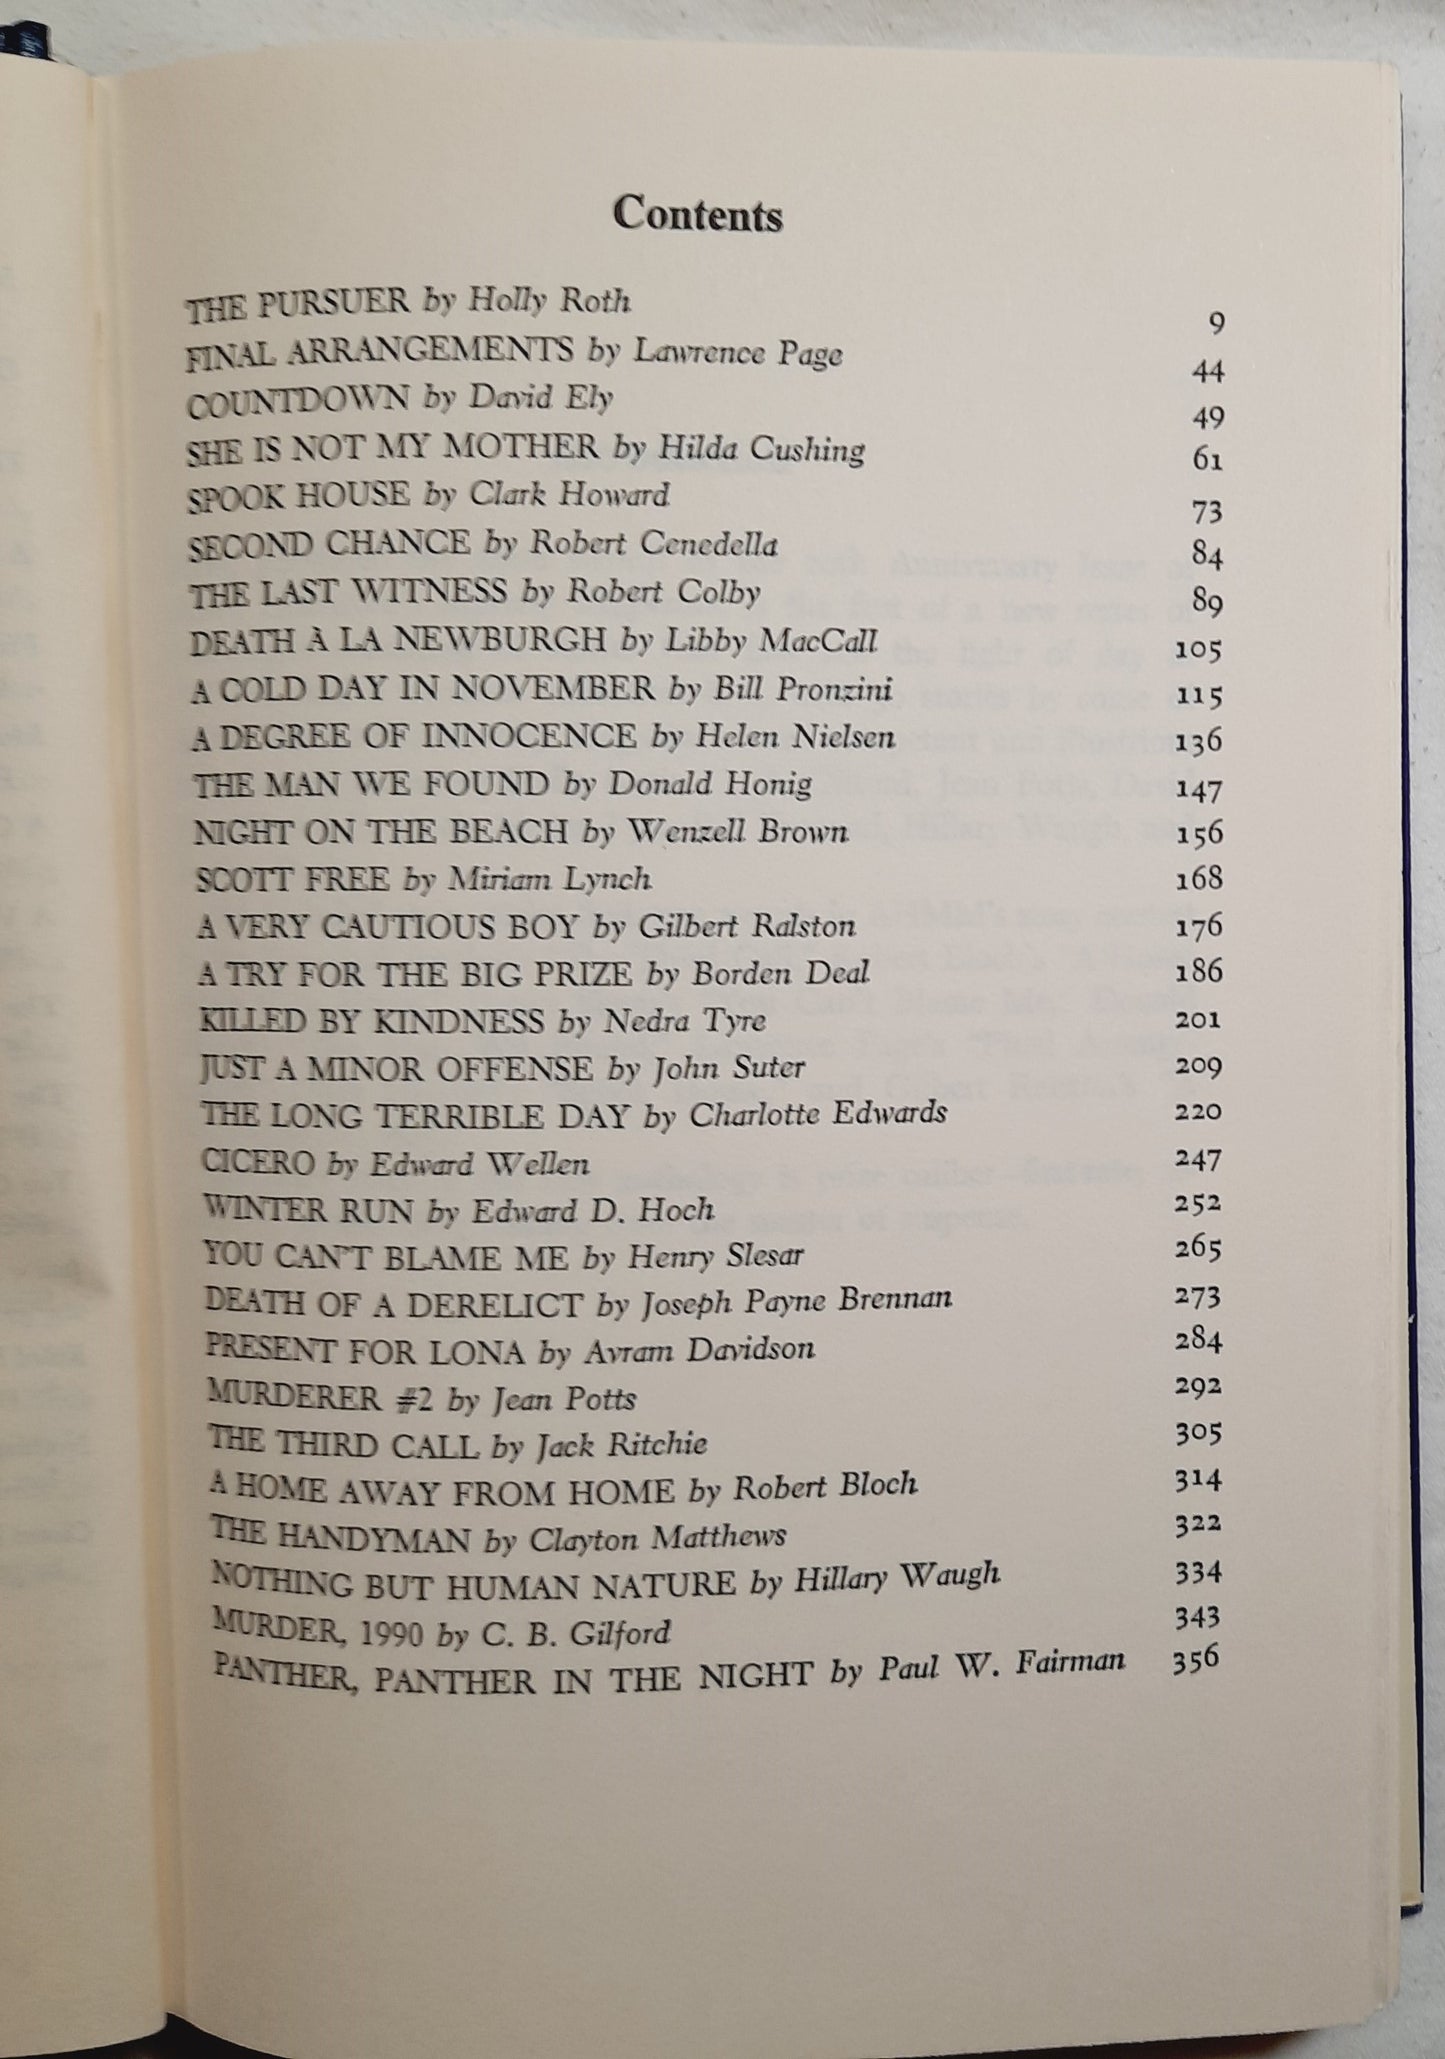 Contents
THE PURSUER by Holly Roth 9
FINAL ARRANGEMENTS by Lawrence Page 44
COUNTDOWN by David Ely 49
SHE IS NOT MY MOTHER by Hilda Cushing 61
SPOOK HOUSE by Clark Howard 73
SECOND CHANCE by Robert Cenedella 84
THE LAST WITNESS by Robert Colby 89
DEATH À LA NEWBURGH by Libby MacCall 105
A COLD DAY IN NOVEMBER by Bill Pronzini 115
A DEGREE OF INNOCENCE by Helen Nielsen 136
THE MAN WE FOUND by Donald Honig 147
NIGHT ON THE BEACH by Wenzell Brown 156
SCOTT FREE by Miriam Lynch 168
A VERY CAUTIOUS BOY by Gilbert Ralston 176
A TRY FOR THE BIG PRIZE by Borden Deal 186
KILLED BY KINDNESS by Nedra Tyre 201
JUST A MINOR OFFENSE by John Suter 209
THE LONG TERRIBLE DAY by Charlotte Edwards 220
CICERO by Edward Wellen 247
WINTER RUN by Edward D. Hoch 252
YOU CAN'T BLAME ME by Henry Slesar 265
DEATH OF A DERELICT by Joseph Payne Brennan 273
PRESENT FOR LONA by Avram Davidson 284
MURDERER #2 by Jean Potts 292
THE THIRD CALL by Jack Ritchie 305
A HOME AWAY FROM HOME by Robert Bloch 314
THE HANDYMAN by Clayton Matthews 322
NOTHING BUT HUMAN NATURE by Hillary Waugh 334
MURDER, 1990 by C. B. Gilford 343
PANTHER, PANTHER IN THE NIGHT by Paul W. Fairman 356